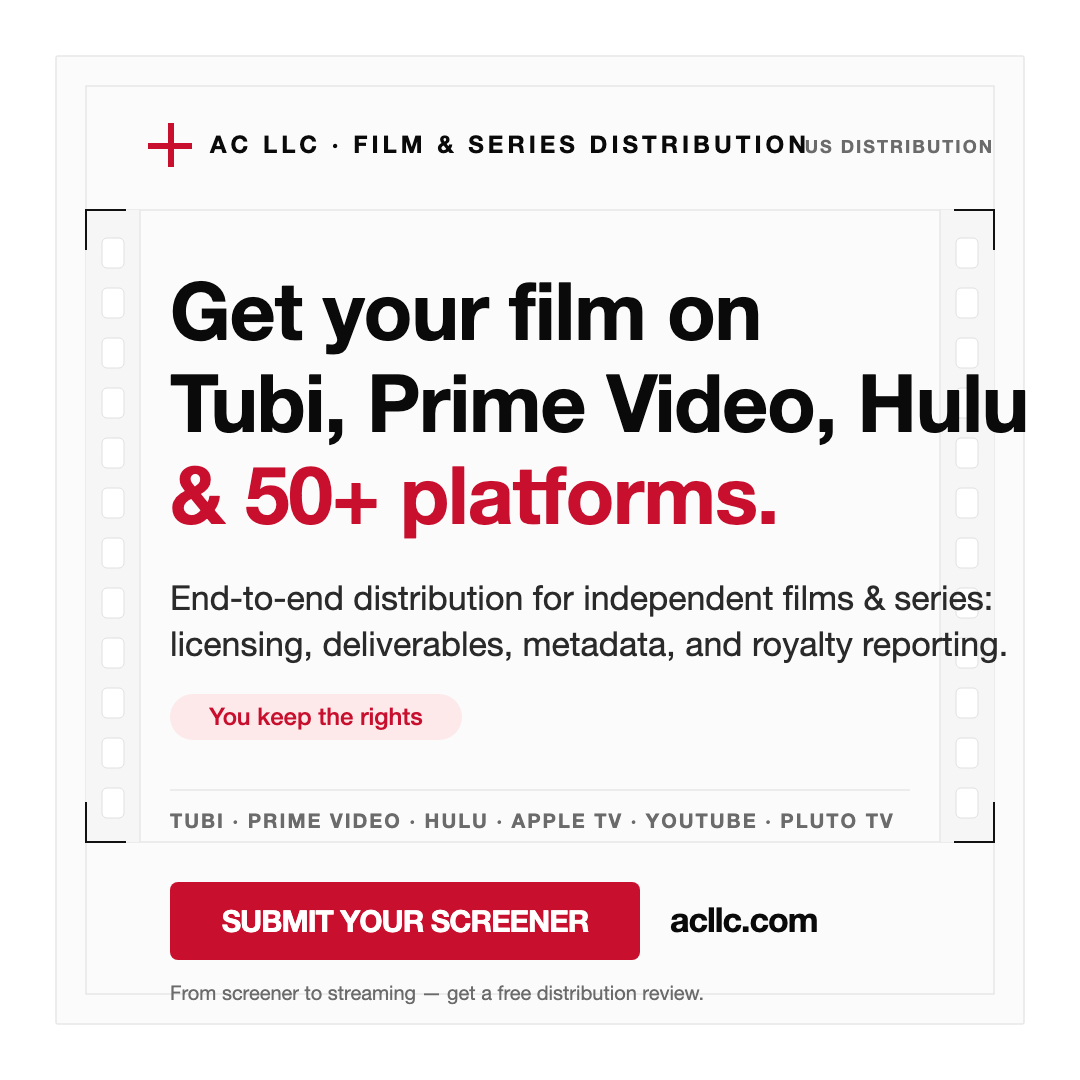 AC LLC · FILM & SERIES DISTRIBUTION US DISTRIBUTION
Get your film on
Tubi, Prime Video, Hulu
& 50+ platforms.
End-to-end distribution for independent films & series:
licensing, deliverables, metadata, and royalty reporting.
You keep the rights
TUBI · PRIME VIDEO · HULU · APPLE TV · YOUTUBE · PLUTO TV
SUBMIT YOUR SCREENER acllc.com
From screener to streaming — get a free distribution review.